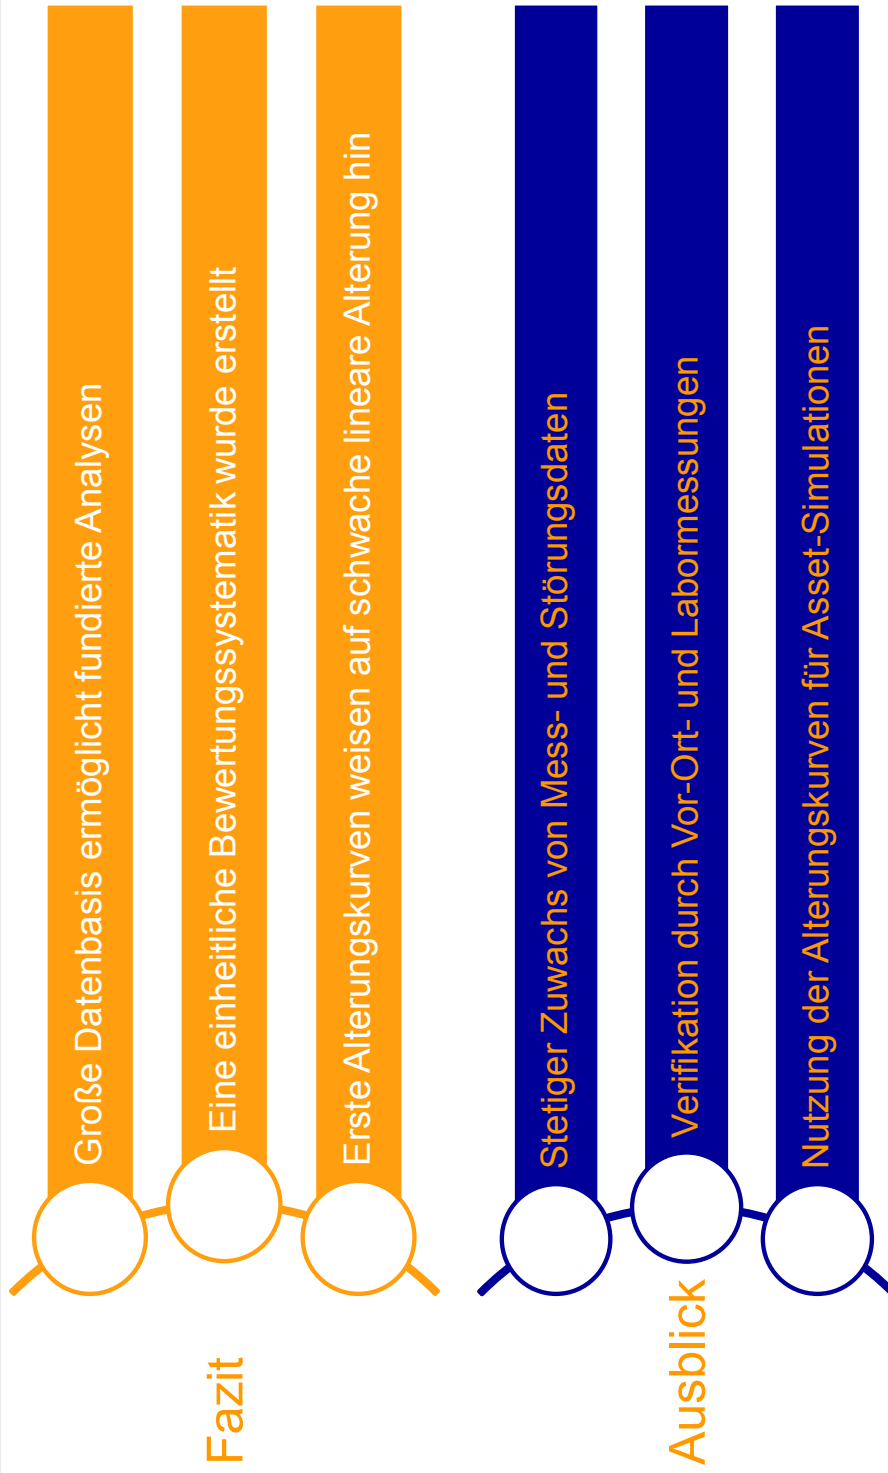 Fazit
Große Datenbasis ermöglicht fundierte Analysen
Eine einheitliche Bewertungssystematik wurde erstellt
Erste Alterungskurven weisen auf schwache lineare Alterung hin
Ausblick
Stetiger Zuwachs von Mess- und Störungsdaten
Verifikation durch Vor-Ort- und Labormessungen
Nutzung der Alterungskurven für Asset-Simulationen